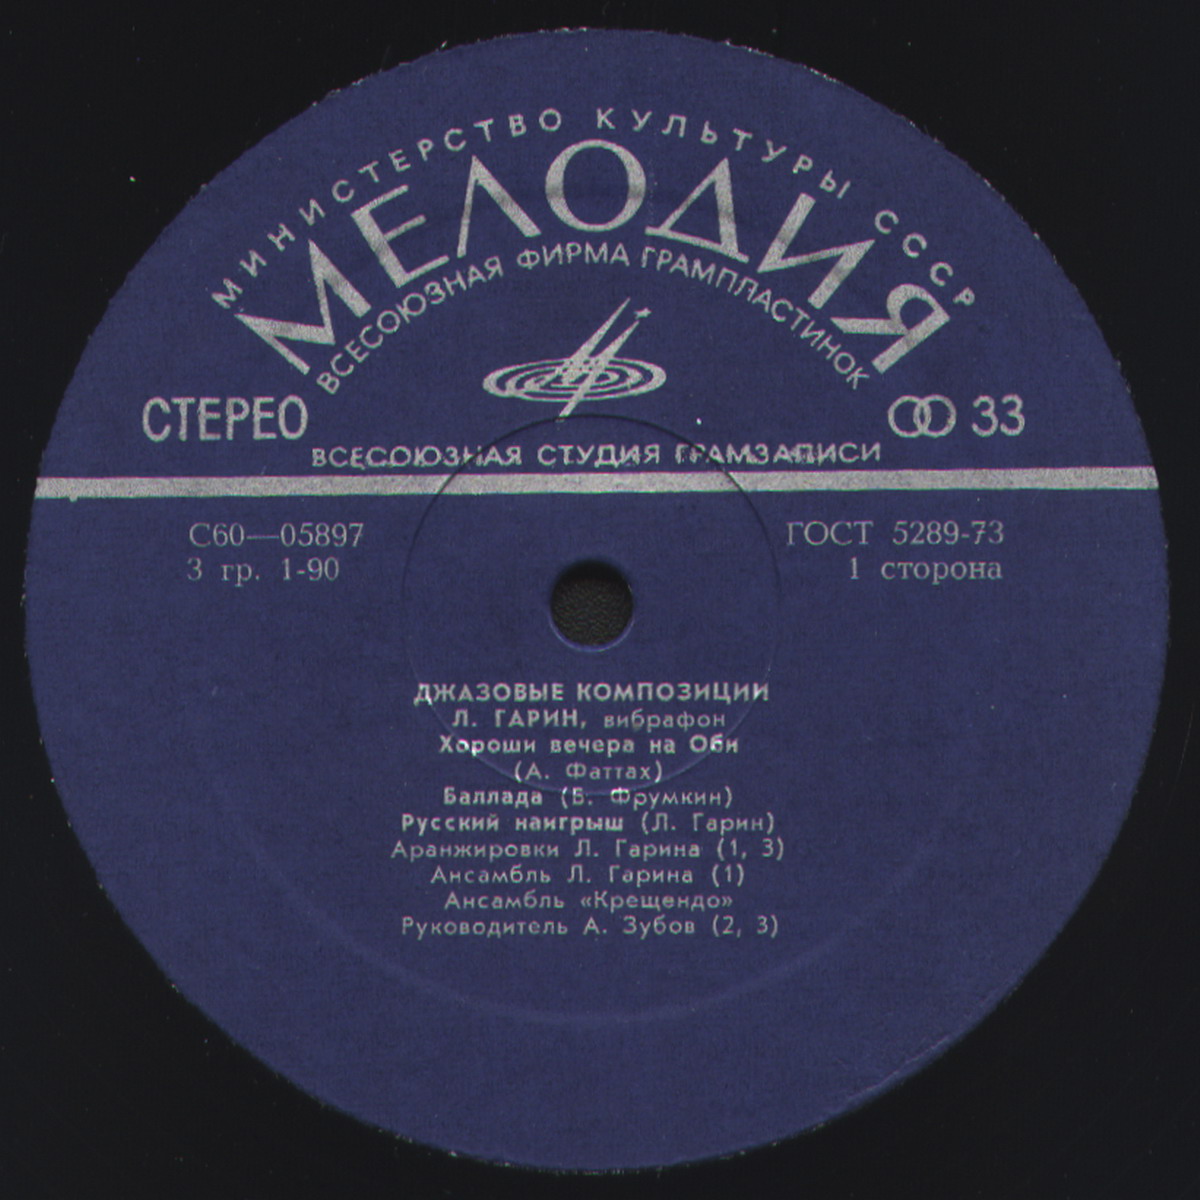 МИНИСТЕРСТВО КУЛЬТУРЫ СССР
МЕЛОДИЯ
ВСЕСОЮЗНАЯ ФИРМА ГРАМПЛАСТИНОК
СТЕРЕО
33
ВСЕСОЮЗНАЯ СТУДИЯ ГРАМЗАПИСИ
С60—05897
ГОСТ 5289-73
3 гр. 1-90
1 сторона
ДЖАЗОВЫЕ КОМПОЗИЦИИ
Л. ГАРИН, вибрафон
Хороши вечера на Оби
(А. Фаттах)
Баллада (Б. Фрумкин)
Русский наигрыш (Л. Гарин)
Аранжировки Л. Гарина (1, 3)
Ансамбль Л. Гарина (1)
Ансамбль «Крещендо»
Руководитель А. Зубов (2, 3)